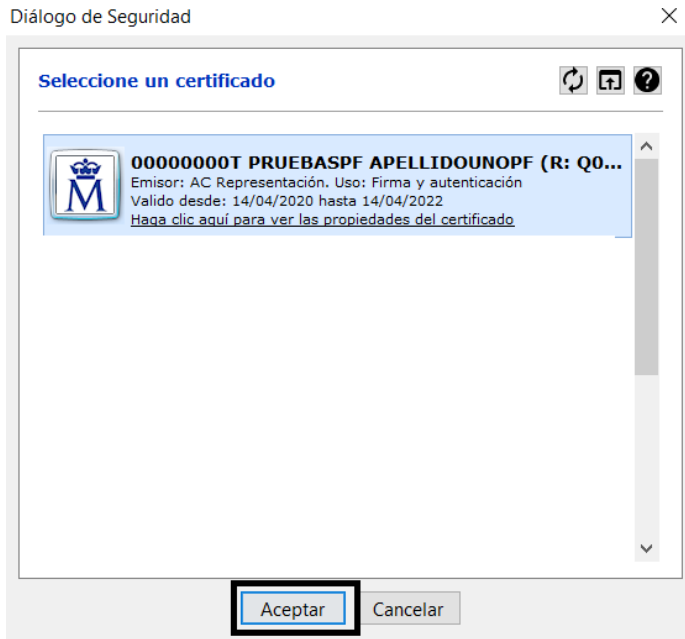 Diálogo de Seguridad
Seleccione un certificado
00000000T PRUEBASPF APELLIDOUNOPF (R: Q0...
Emisor: AC Representación. Uso: Firma y autenticación
Valido desde: 14/04/2020 hasta 14/04/2022
Haga clic aquí para ver las propiedades del certificado
Aceptar
Cancelar